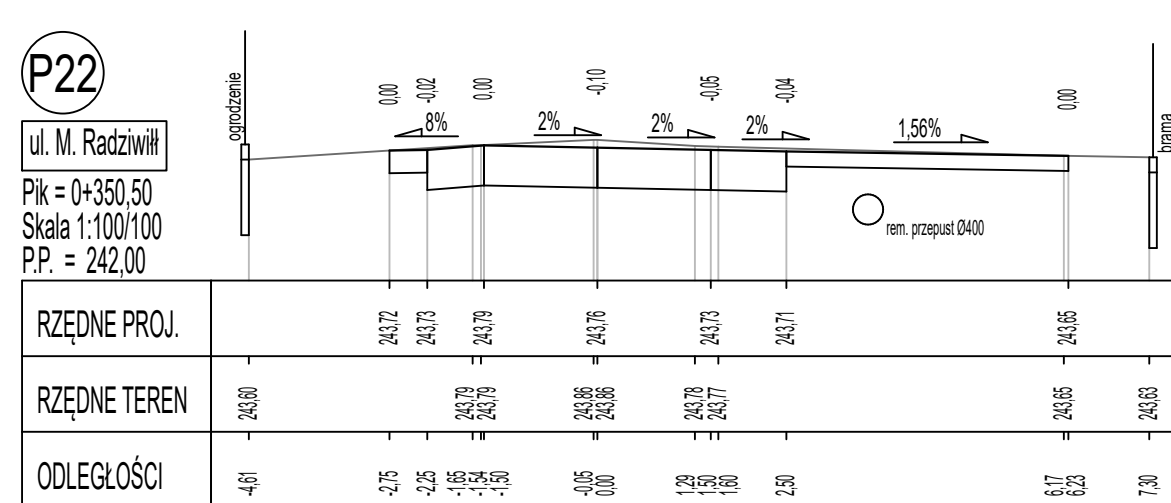 P22
ul. M. Radziwiłł
Pik = 0+350,50
Skala 1:100/100
P.P. = 242,00
ogrodzenie
0,00 -0,02 0,00 -0,10 -0,05 -0,04 0,00
8% 2% 2% 2% 1,56%
brama
rem. przepust Ø400
RZĘDNE PROJ. 243,72 243,73 243,79 243,76 243,73 243,71 243,65
RZĘDNE TEREN 243,60 243,79 243,79 243,86 243,86 243,78 243,77 243,65 243,63
ODLEGŁOŚCI -4,61 -2,75 -2,25 -1,65 -1,54 -1,50 -0,05 0,00 1,29 1,50 1,60 2,50 6,17 6,23 7,30